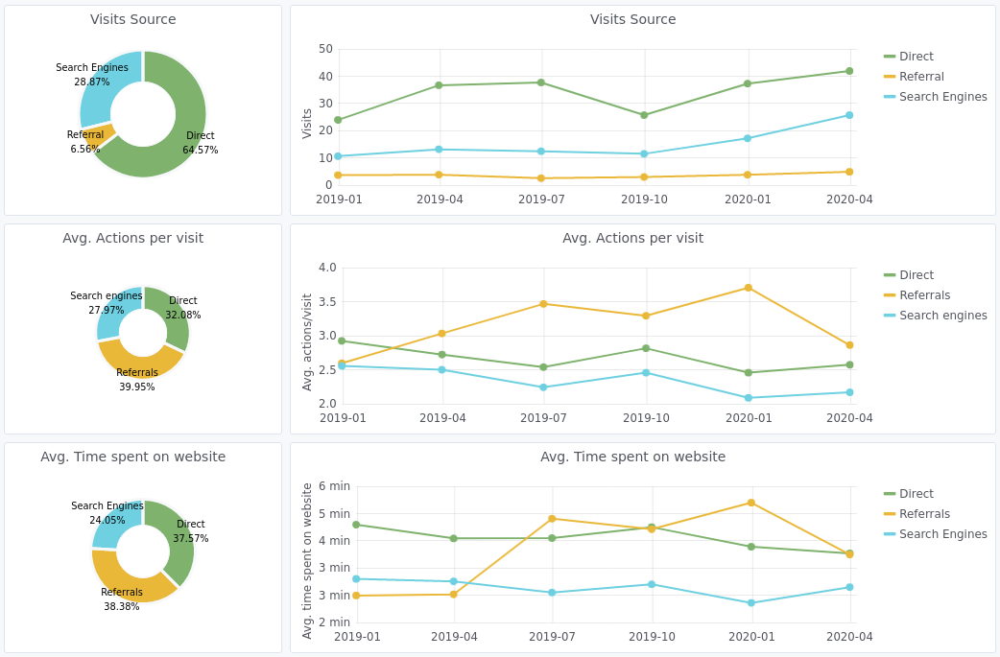 Visits Source
Search Engines
28.87%
Referral
6.56%
Direct
64.57%
Visits Source
Visits
50
40
30
20
10
0
2019-01 2019-04 2019-07 2019-10 2020-01 2020-04
Direct
Referral
Search Engines
Avg. Actions per visit
Search engines
27.97%
Direct
32.08%
Referrals
39.95%
Avg. Actions per visit
Avg. actions/visit
4.0
3.5
3.0
2.5
2.0
2019-01 2019-04 2019-07 2019-10 2020-01 2020-04
Direct
Referrals
Search engines
Avg. Time spent on website
Search Engines
24.05%
Direct
37.57%
Referrals
38.38%
Avg. Time spent on website
Avg. time spent on website
6 min
5 min
4 min
3 min
3 min
2 min
2019-01 2019-04 2019-07 2019-10 2020-01 2020-04
Direct
Referrals
Search Engines